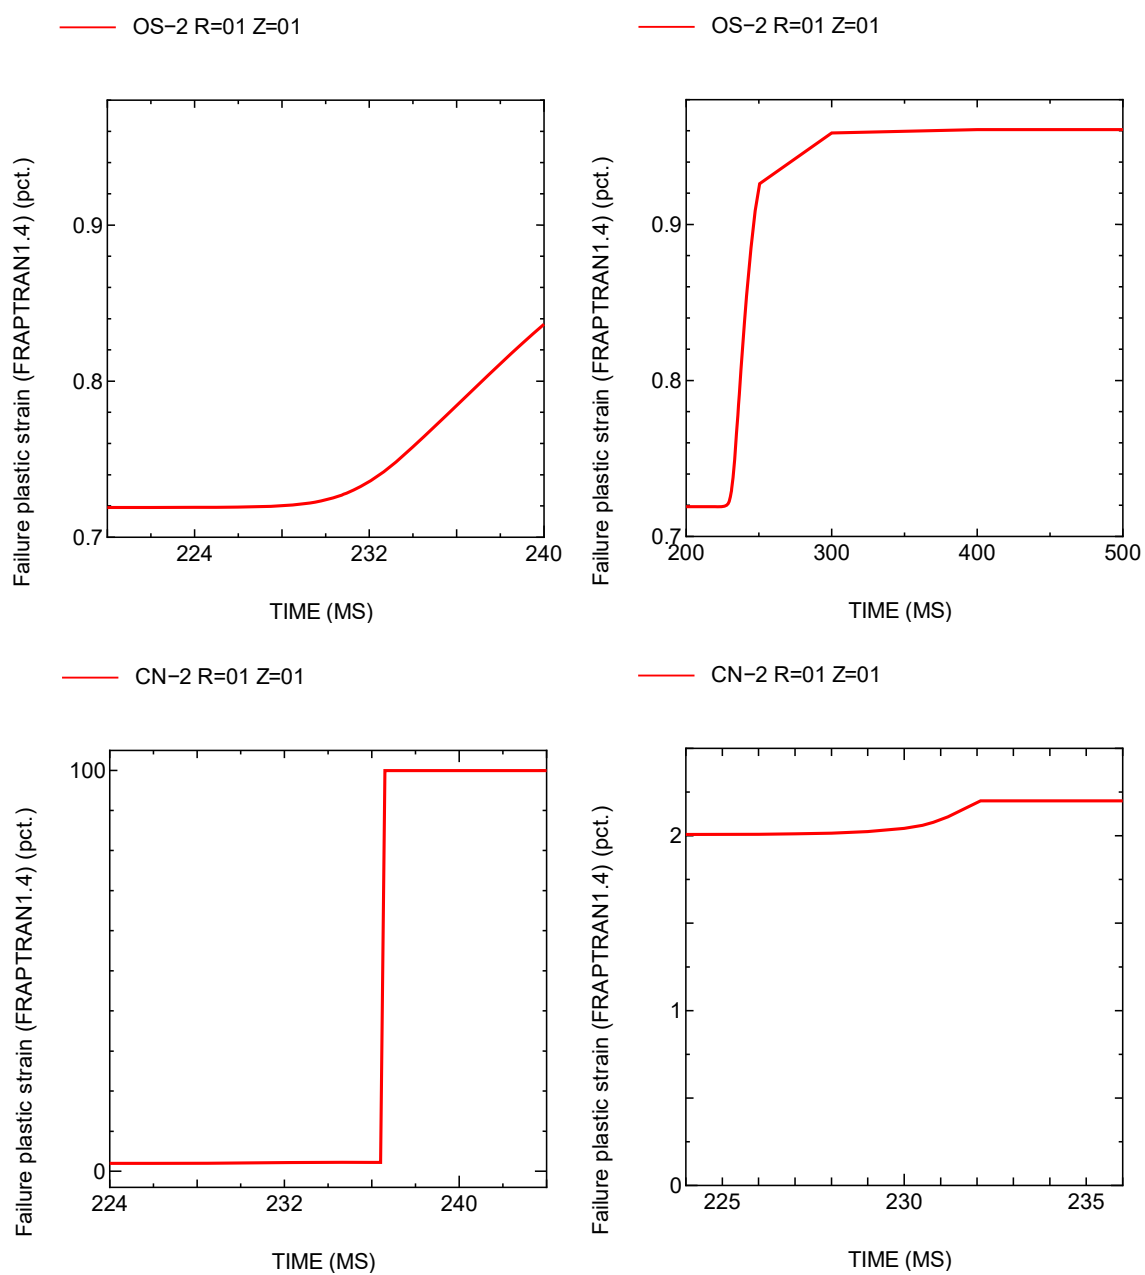 OS−2 R=01 Z=01
Failure plastic strain (FRAPTRAN1.4) (pct.)
0.9
0.8
0.7
224 232 240
TIME (MS)
OS−2 R=01 Z=01
Failure plastic strain (FRAPTRAN1.4) (pct.)
0.9
0.8
0.7
200 300 400 500
TIME (MS)
CN−2 R=01 Z=01
Failure plastic strain (FRAPTRAN1.4) (pct.)
100
0
224 232 240
TIME (MS)
CN−2 R=01 Z=01
Failure plastic strain (FRAPTRAN1.4) (pct.)
2
1
0
225 230 235
TIME (MS)